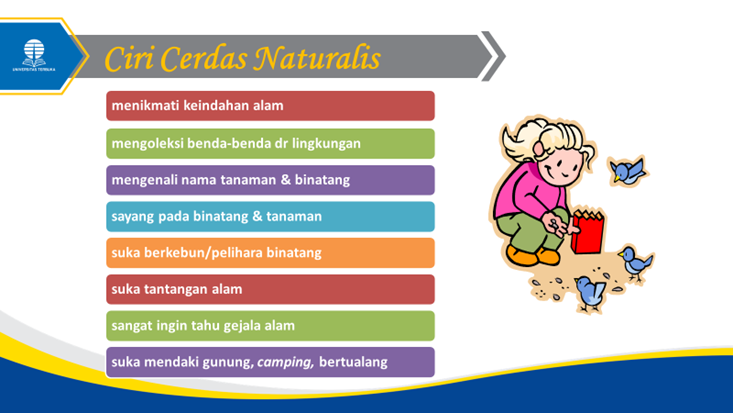 UNIVERSITAS TERBUKA
Ciri Cerdas Naturalis
menikmati keindahan alam
mengoleksi benda-benda dr lingkungan
mengenali nama tanaman & binatang
sayang pada binatang & tanaman
suka berkebun/pelihara binatang
suka tantangan alam
sangat ingin tahu gejala alam
suka mendaki gunung, camping, bertualang